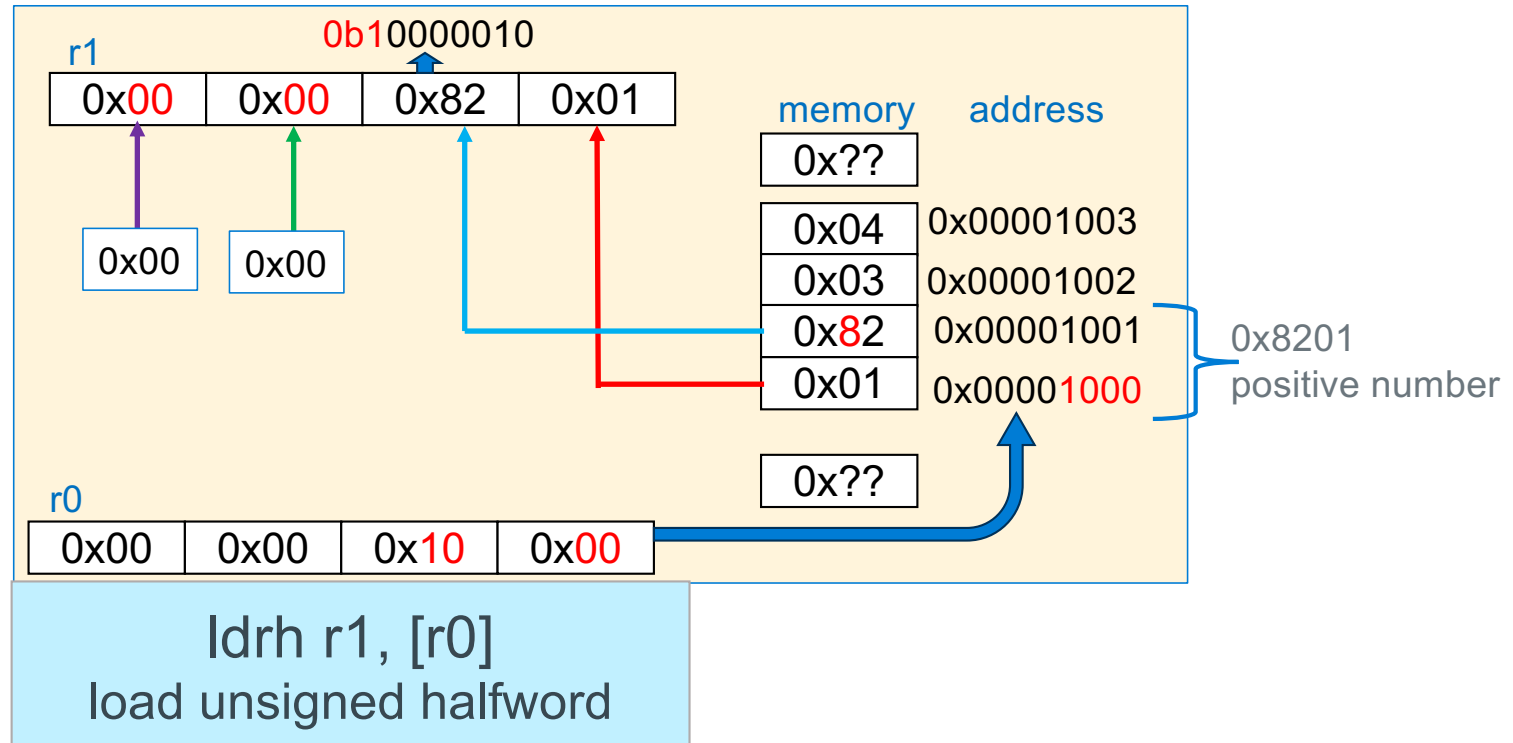 0b10000010
r1
0x00 0x00 0x82 0x01
memory address
0x??
0x04 0x00001003
0x00 0x00
0x03 0x00001002
0x82 0x00001001
0x8201
0x01 0x00001000
positive number
0x??
r0
0x00 0x00 0x10 0x00
ldrh r1, [r0]
load unsigned halfword